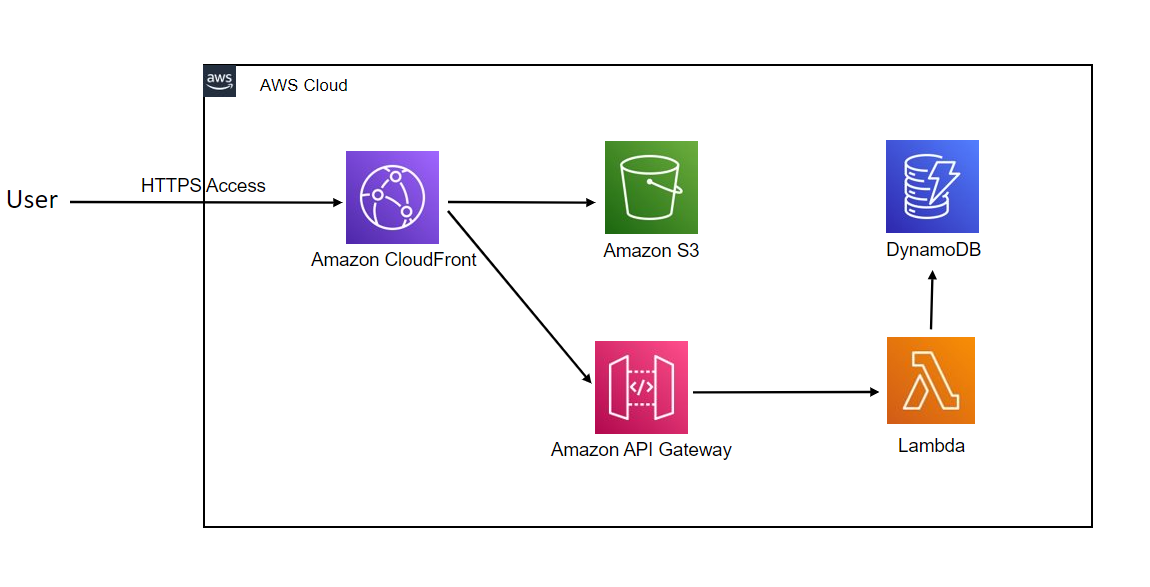 aws
AWS Cloud
User
HTTPS Access
Amazon CloudFront
Amazon S3
DynamoDB
</>
Amazon API Gateway
Lambda